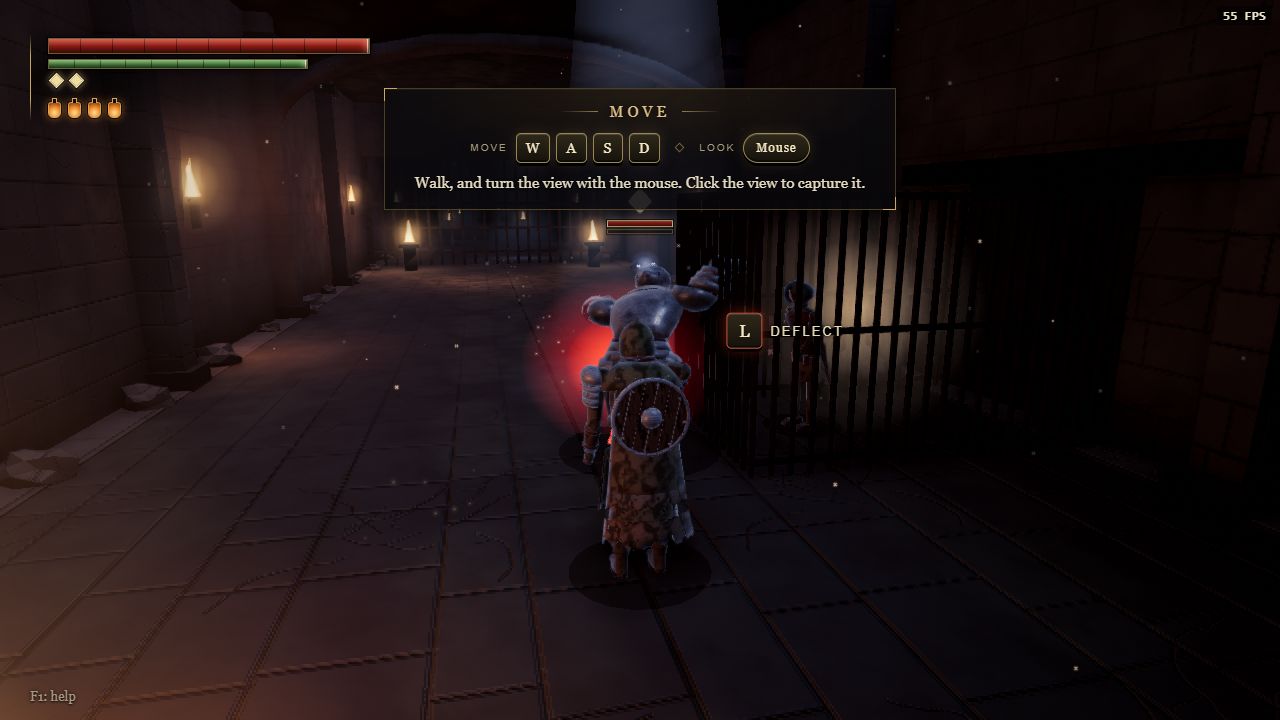 55 FPS
MOVE
MOVE W A S D LOOK Mouse
Walk, and turn the view with the mouse. Click the view to capture it.
L DEFLECT
F1: help